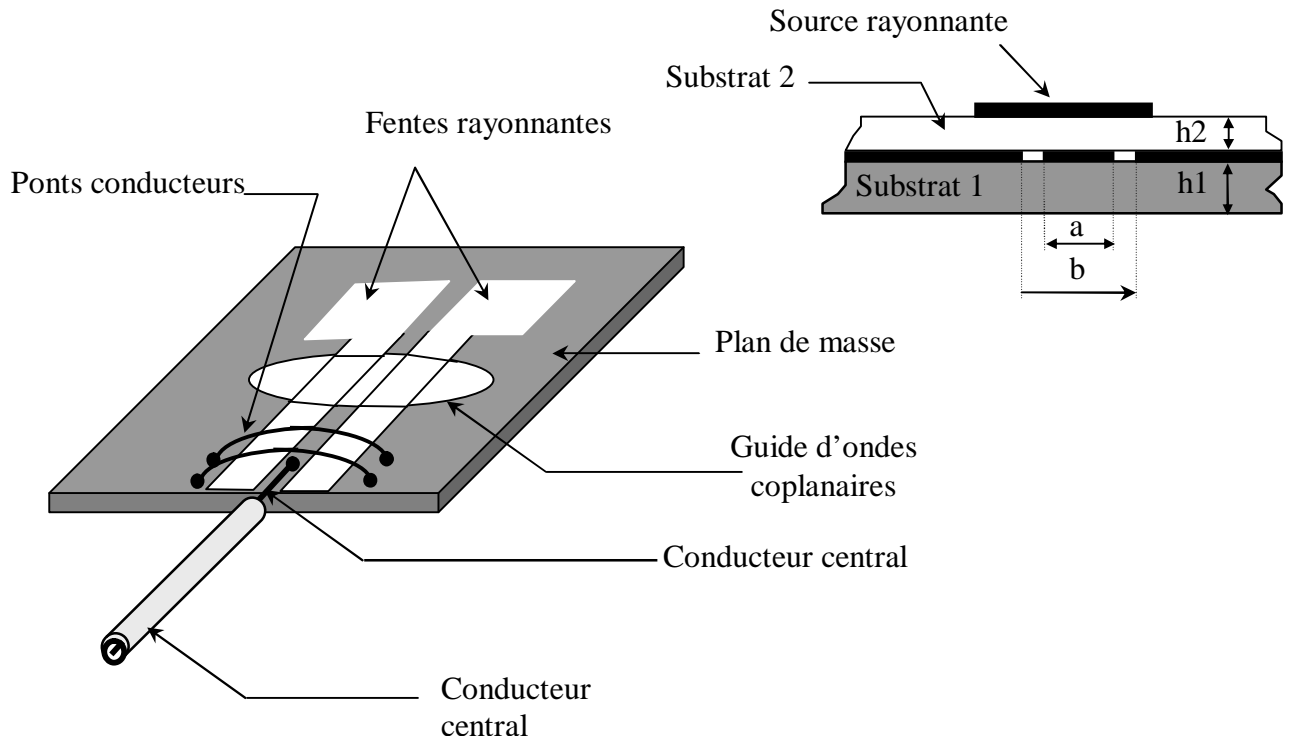 Source rayonnante
Substrat 2
Fentes rayonnantes
h2
Ponts conducteurs
Substrat 1
h1
a
b
Plan de masse
Guide d'ondes
coplanaires
Conducteur central
Conducteur
central